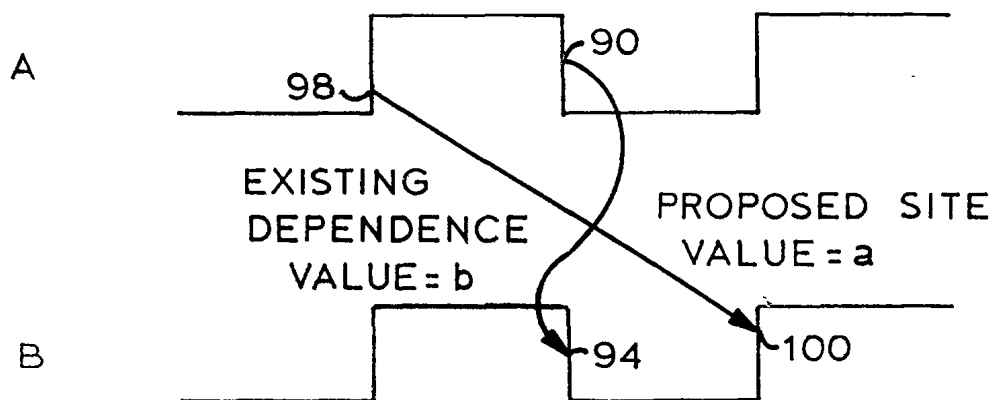 A
90
98
EXISTING
DEPENDENCE
VALUE = b
PROPOSED SITE
VALUE = a
B
94
100